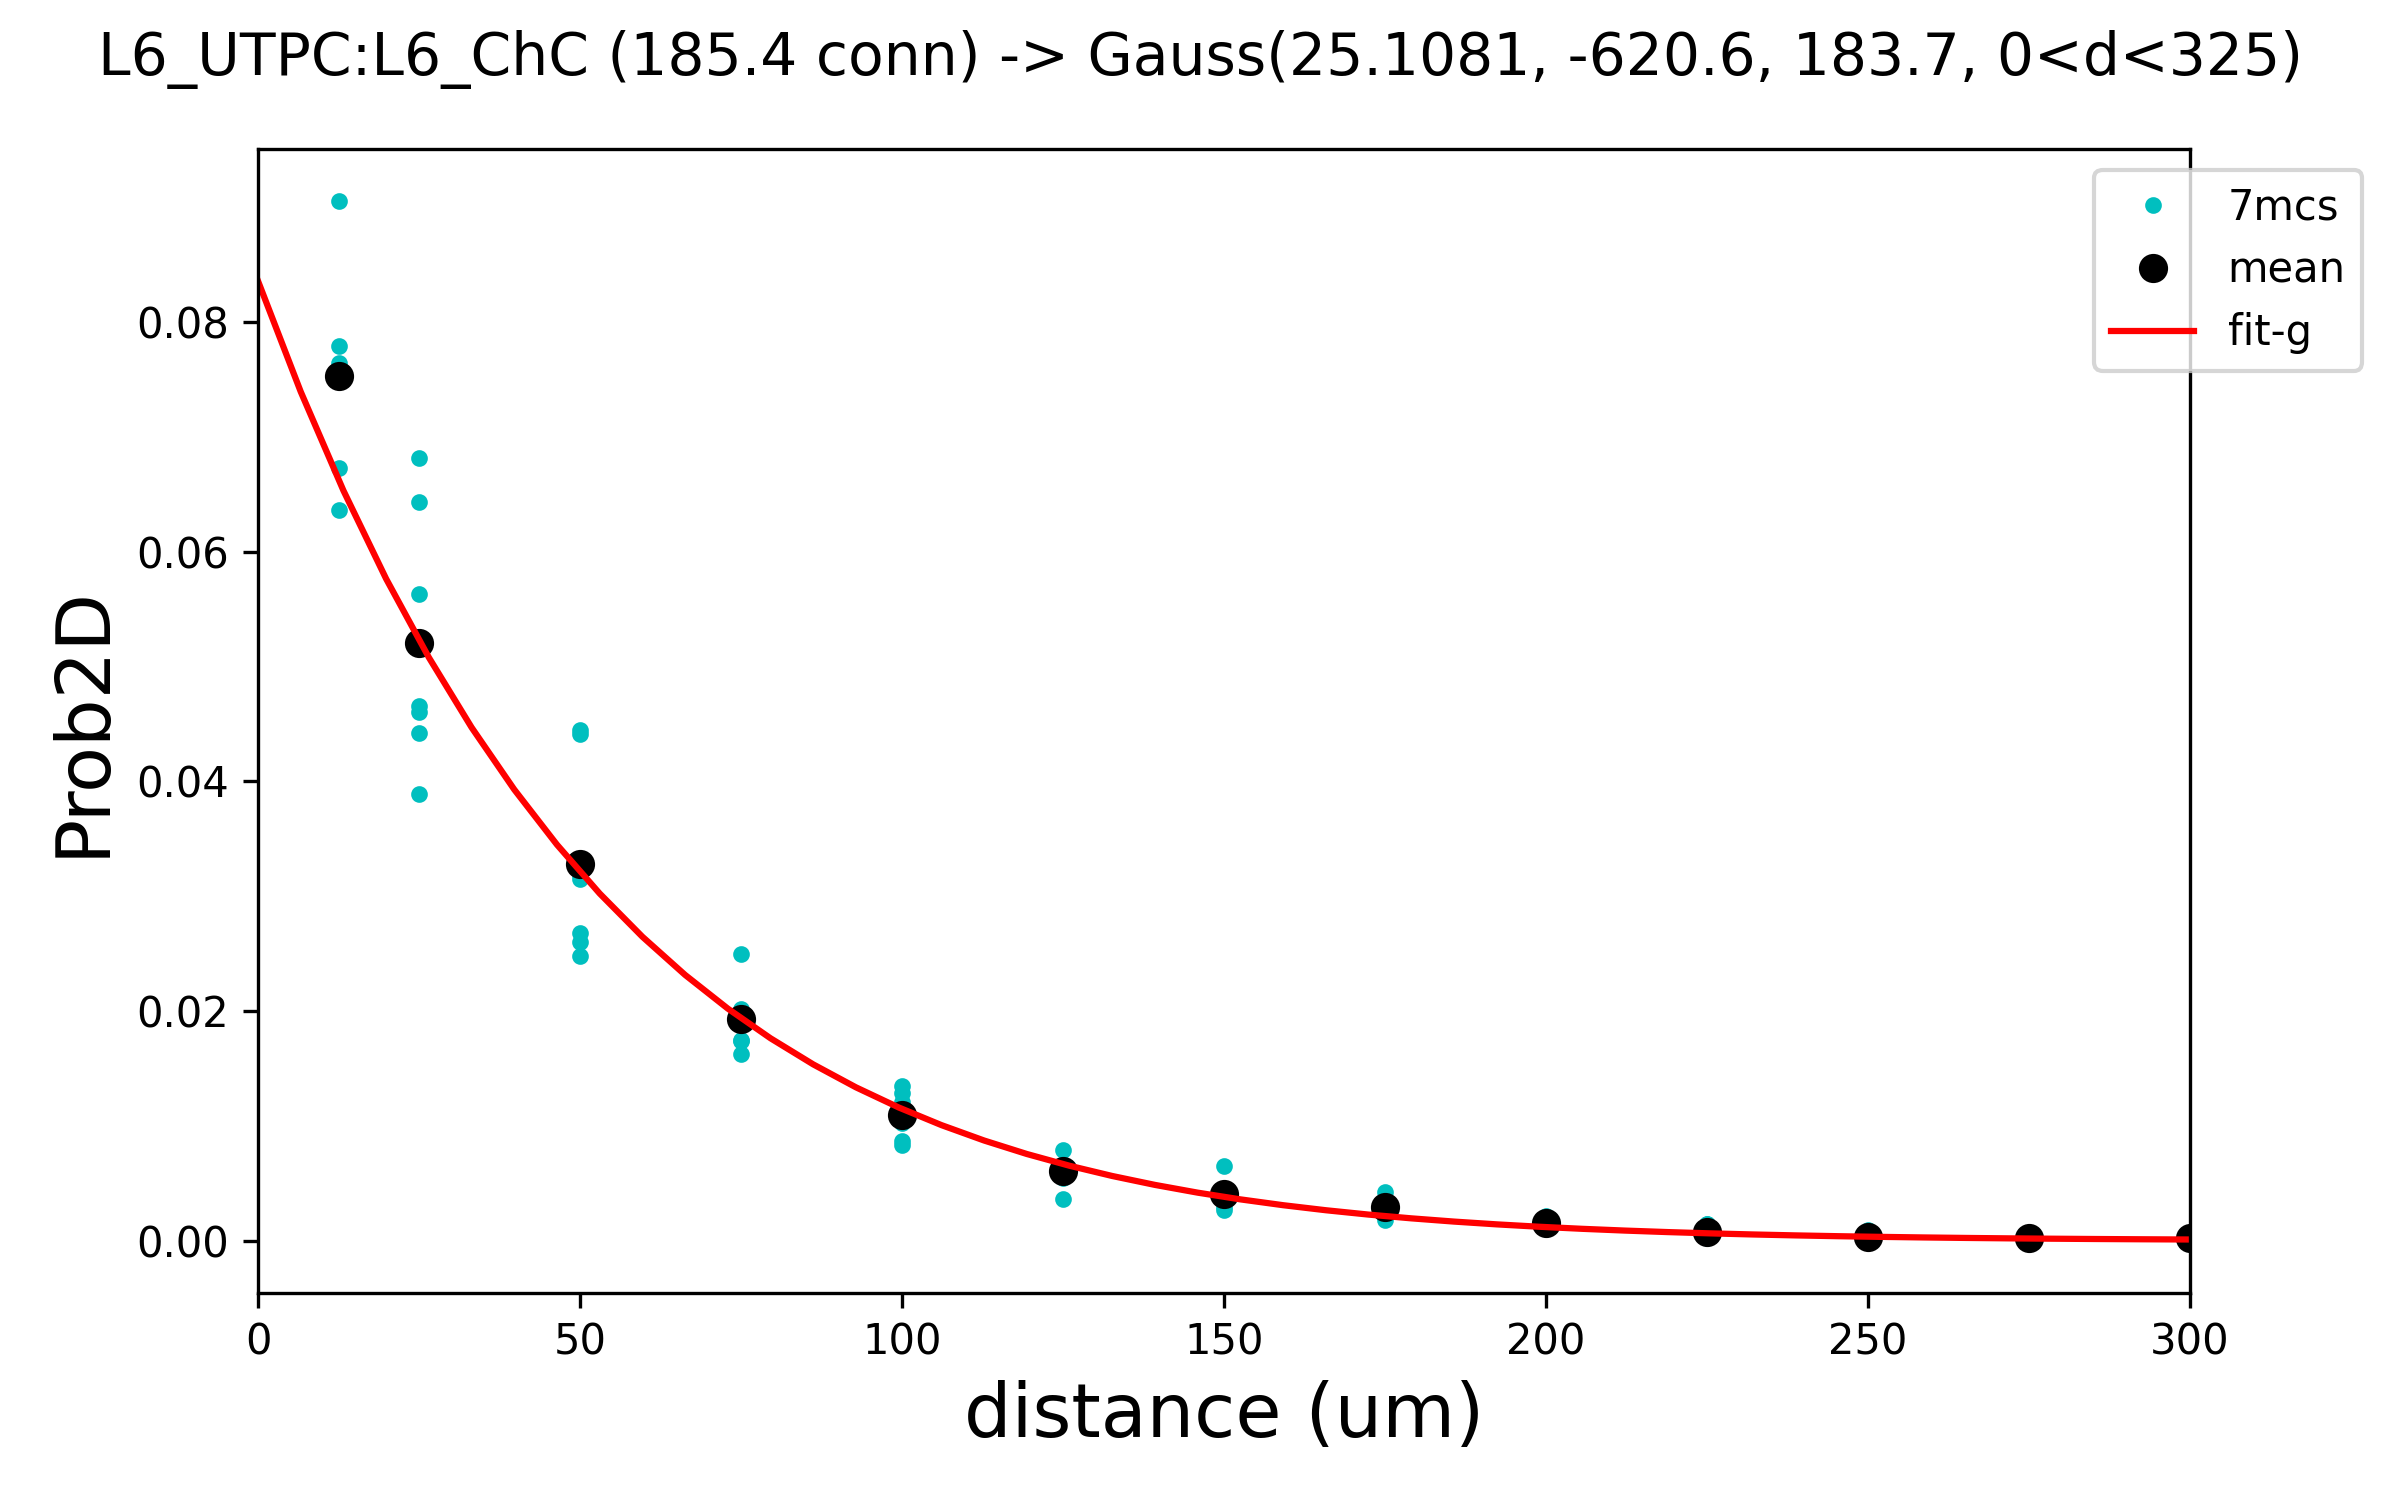 L6_UTPC:L6_ChC (185.4 conn) -> Gauss(25.1081, -620.6, 183.7, 0<d<325)
7mcs
mean
fit-g
0.08
0.06
0.04
0.02
0.00
Prob2D
0 50 100 150 200 250 300
distance (um)